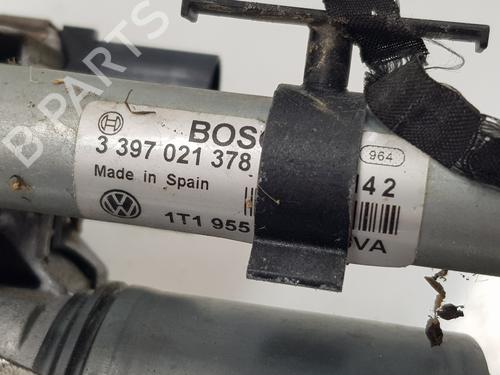 B-PARTS
BOSC
964
3 397 021 378
142
Made in Spain
1T1 955
VA